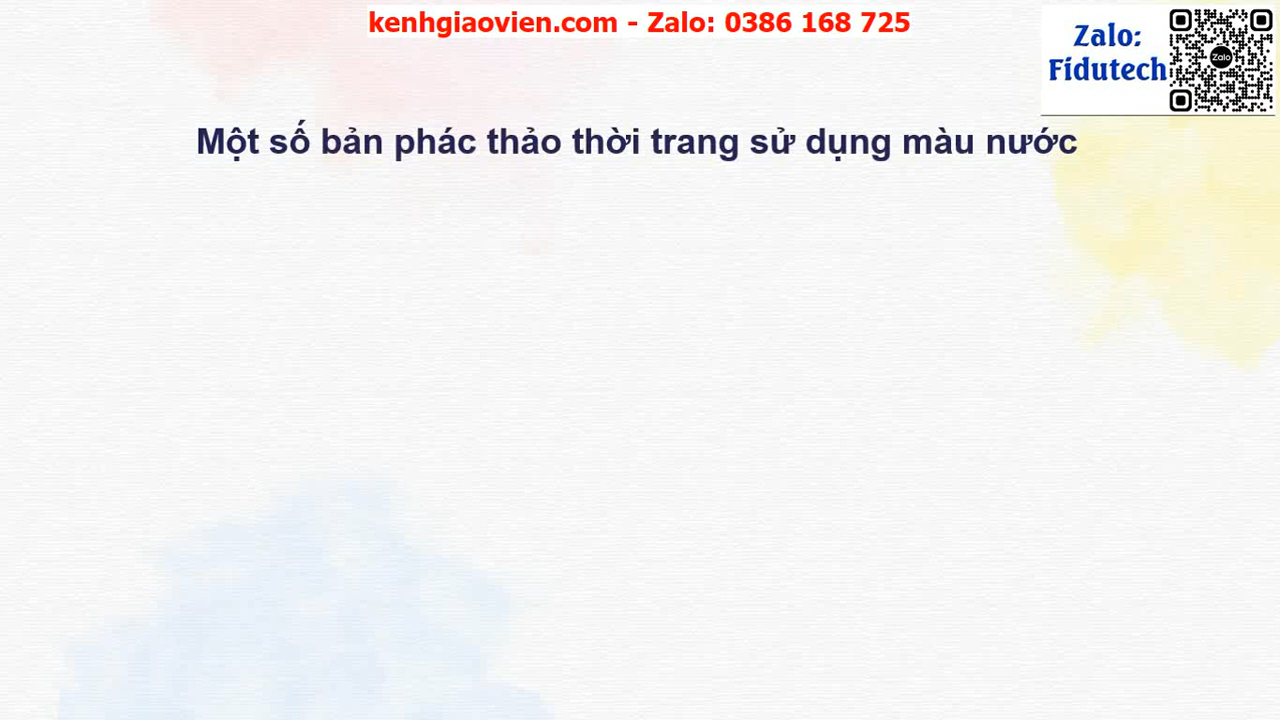 kenhgiaovien.com - Zalo: 0386 168 725
Zalo:
Fidutech
Zalo
Một số bản phác thảo thời trang sử dụng màu nước